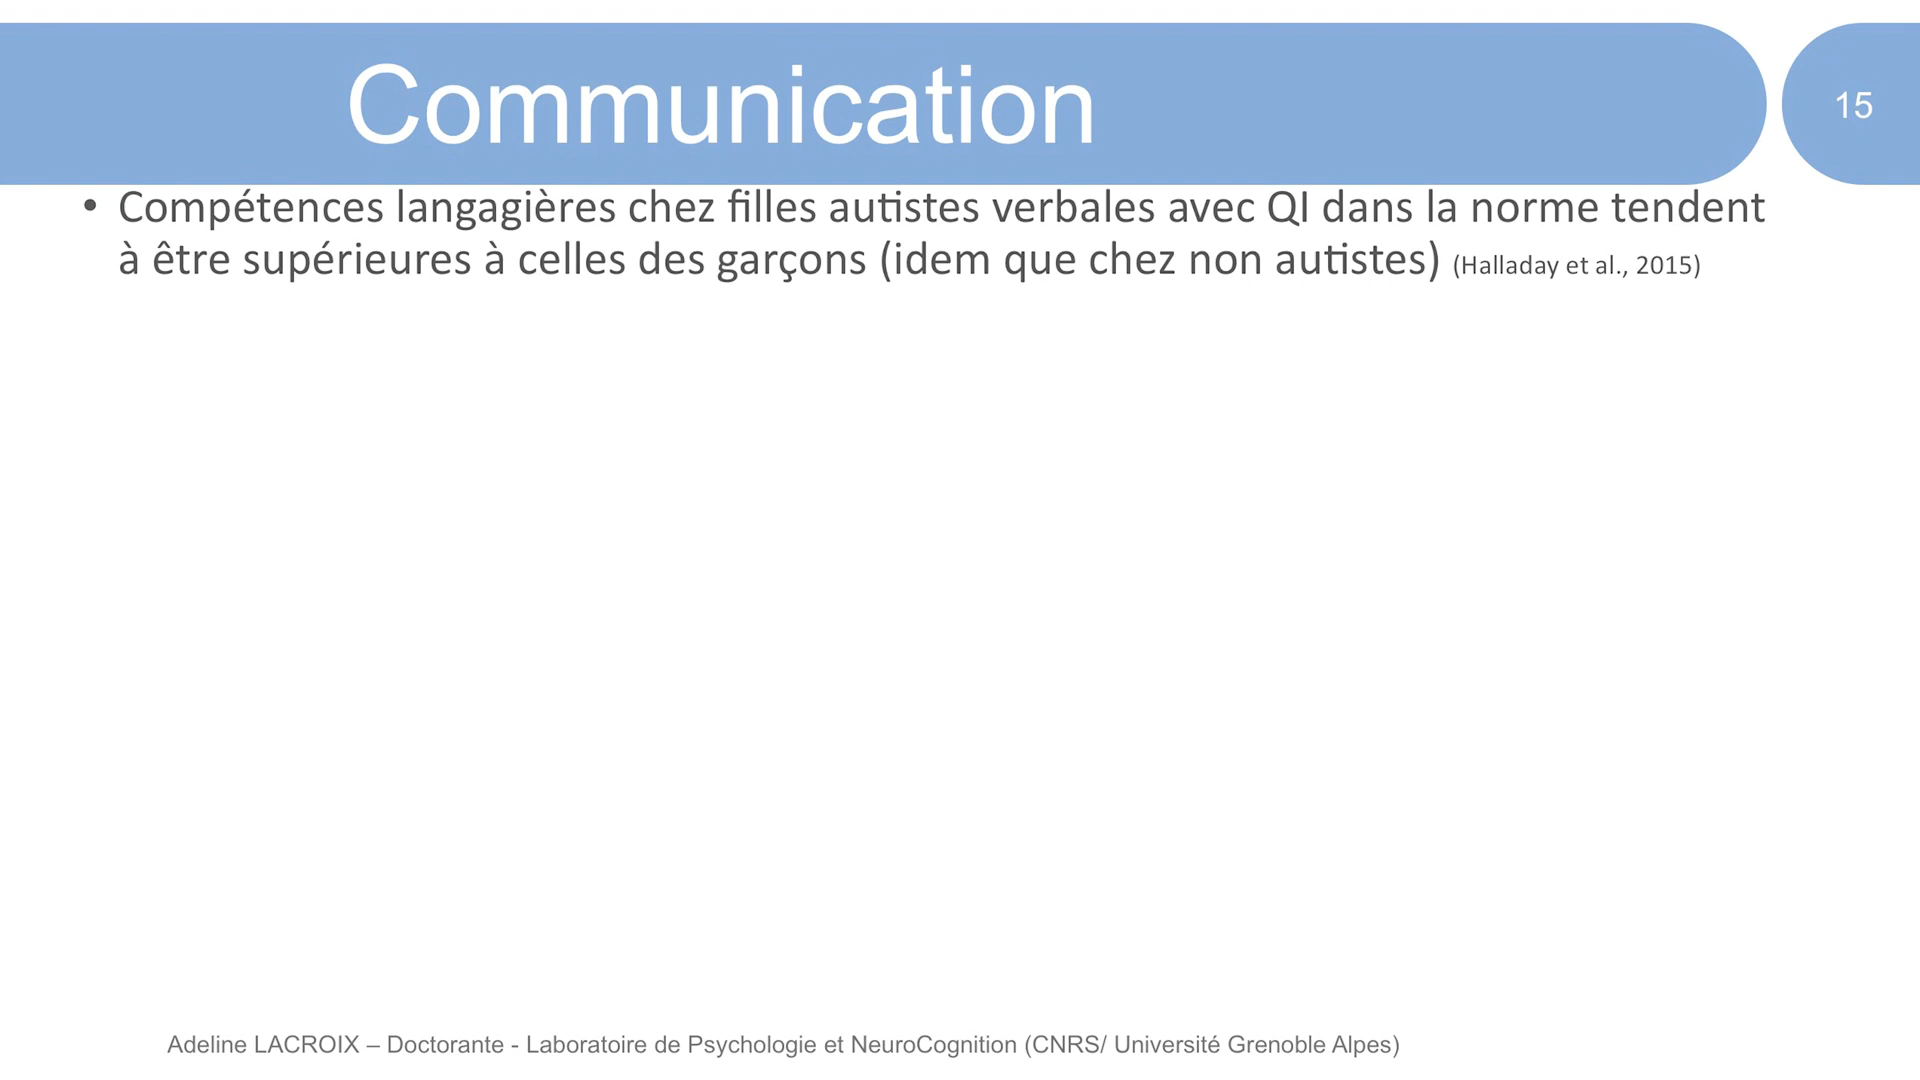 Communication
15
• Compétences langagières chez filles autistes verbales avec QI dans la norme tendent
à être supérieures à celles des garçons (idem que chez non autistes) (Halladay et al., 2015)
Adeline LACROIX – Doctorante - Laboratoire de Psychologie et NeuroCognition (CNRS/ Université Grenoble Alpes)